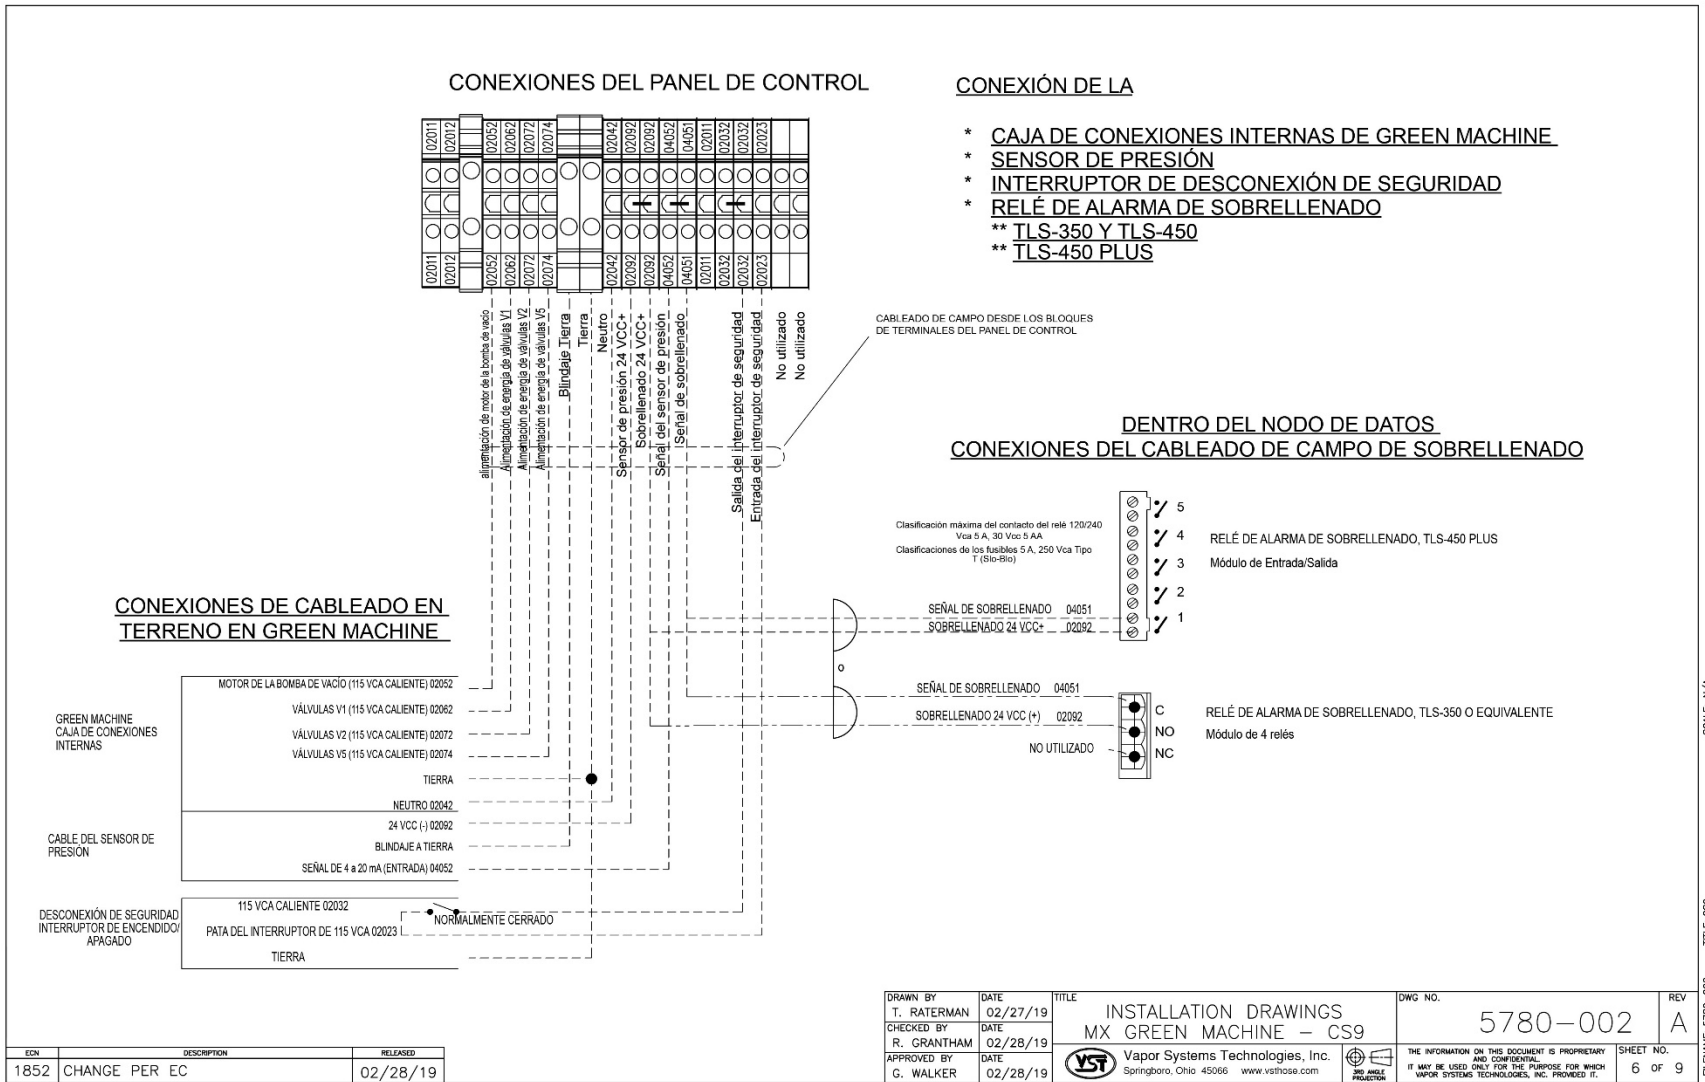 CONEXIONES DEL PANEL DE CONTROL
02011 02012 02052 02062 02072 02074 02042 02092 02092 04052 04051 02011 02032 02032 02023
02011 02012 02052 02062 02072 02074 02042 02092 02092 04052 04051 02011 02032 02032 02023
alimentación de motor de la bomba de vacío
Alimentación de energía de válvulas V1
Alimentación de energía de válvulas V2
Alimentación de energía de válvulas V5
Blindaje Tierra
Tierra
Neutro
Sensor de presión 24 VCC+
Sobrellenado 24 VCC+
Señal del sensor de presión
Señal de sobrellenado
Salida del interruptor de seguridad
Entrada del interruptor de seguridad
No utilizado
No utilizado
CONEXIÓN DE LA
* CAJA DE CONEXIONES INTERNAS DE GREEN MACHINE
* SENSOR DE PRESIÓN
* INTERRUPTOR DE DESCONEXIÓN DE SEGURIDAD
* RELÉ DE ALARMA DE SOBRELLENADO
** TLS-350 Y TLS-450
** TLS-450 PLUS
CABLEADO DE CAMPO DESDE LOS BLOQUES
DE TERMINALES DEL PANEL DE CONTROL
DENTRO DEL NODO DE DATOS
CONEXIONES DEL CABLEADO DE CAMPO DE SOBRELLENADO
Clasificación máxima del contacto del relé 120/240
Vca 5 A, 30 Vcc 5 AA
Clasificaciones de los fusibles 5 A, 250 Vca Tipo
T (Slo-Blo)
5
4
3
2
1
RELÉ DE ALARMA DE SOBRELLENADO, TLS-450 PLUS
Módulo de Entrada/Salida
SEÑAL DE SOBRELLENADO 04051
SOBRELLENADO 24 VCC+ 02092
SEÑAL DE SOBRELLENADO 04051
SOBRELLENADO 24 VCC (+) 02092
NO UTILIZADO
C
NO
NC
RELÉ DE ALARMA DE SOBRELLENADO, TLS-350 O EQUIVALENTE
Módulo de 4 relés
CONEXIONES DE CABLEADO EN
TERRENO EN GREEN MACHINE
GREEN MACHINE
CAJA DE CONEXIONES
INTERNAS
MOTOR DE LA BOMBA DE VACÍO (115 VCA CALIENTE) 02052
VÁLVULAS V1 (115 VCA CALIENTE) 02062
VÁLVULAS V2 (115 VCA CALIENTE) 02072
VÁLVULAS V5 (115 VCA CALIENTE) 02074
TIERRA
NEUTRO 02042
CABLE DEL SENSOR DE
PRESIÓN
24 VCC (-) 02092
BLINDAJE A TIERRA
SEÑAL DE 4 a 20 mA (ENTRADA) 04052
DESCONEXIÓN DE SEGURIDAD
INTERRUPTOR DE ENCENDIDO/
APAGADO
115 VCA CALIENTE 02032
NORMALMENTE CERRADO
PATA DEL INTERRUPTOR DE 115 VCA 02023
TIERRA
ECN DESCRIPTION RELEASED
1852 CHANGE PER EC 02/28/19
DRAWN BY DATE
T. RATERMAN 02/27/19
CHECKED BY DATE
R. GRANTHAM 02/28/19
APPROVED BY DATE
G. WALKER 02/28/19
TITLE
INSTALLATION DRAWINGS
MX GREEN MACHINE - CS9
VST
Vapor Systems Technologies, Inc.
Springboro, Ohio 45066 www.vsthose.com
3RD ANGLE
PROJECTION
DWG NO.
5780-002
REV
A
THE INFORMATION ON THIS DOCUMENT IS PROPRIETARY
AND CONFIDENTIAL.
IT MAY BE USED ONLY FOR THE PURPOSE FOR WHICH
VAPOR SYSTEMS TECHNOLOGIES, INC. PROVIDED IT.
SHEET NO.
6 OF 9